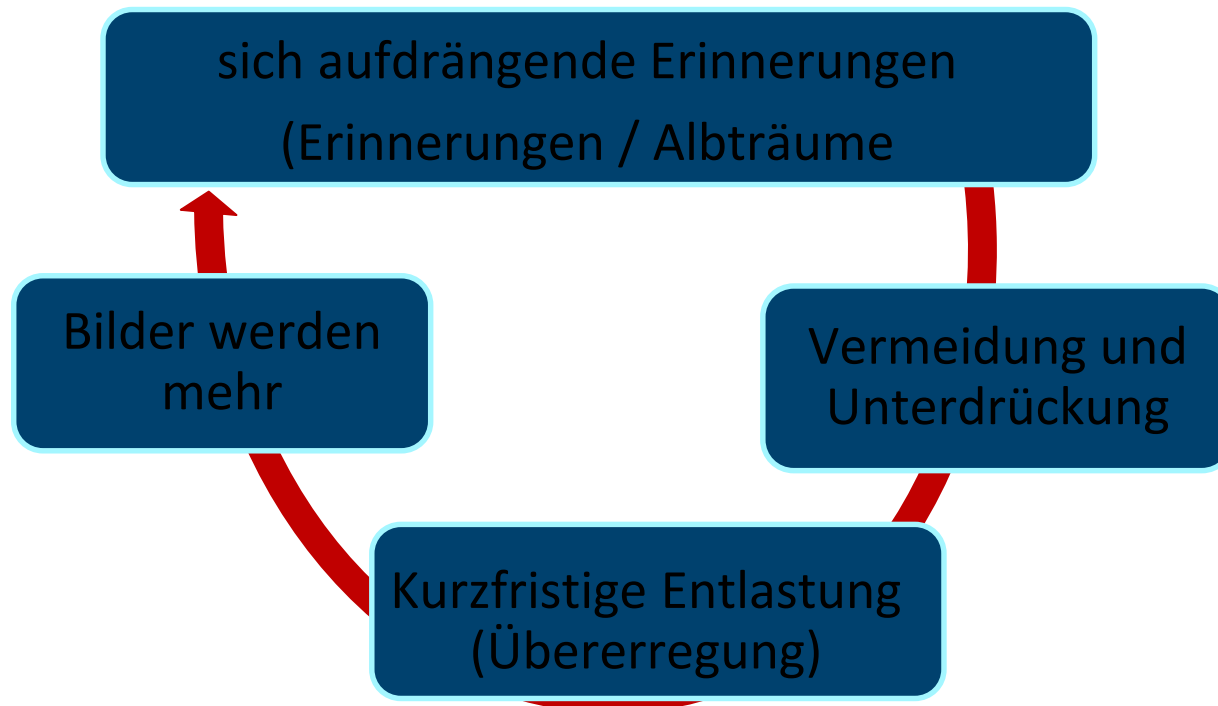 sich aufdrängende Erinnerungen
(Erinnerungen / Albträume
Vermeidung und
Unterdrückung
Kurzfristige Entlastung
(Übererregung)
Bilder werden
mehr